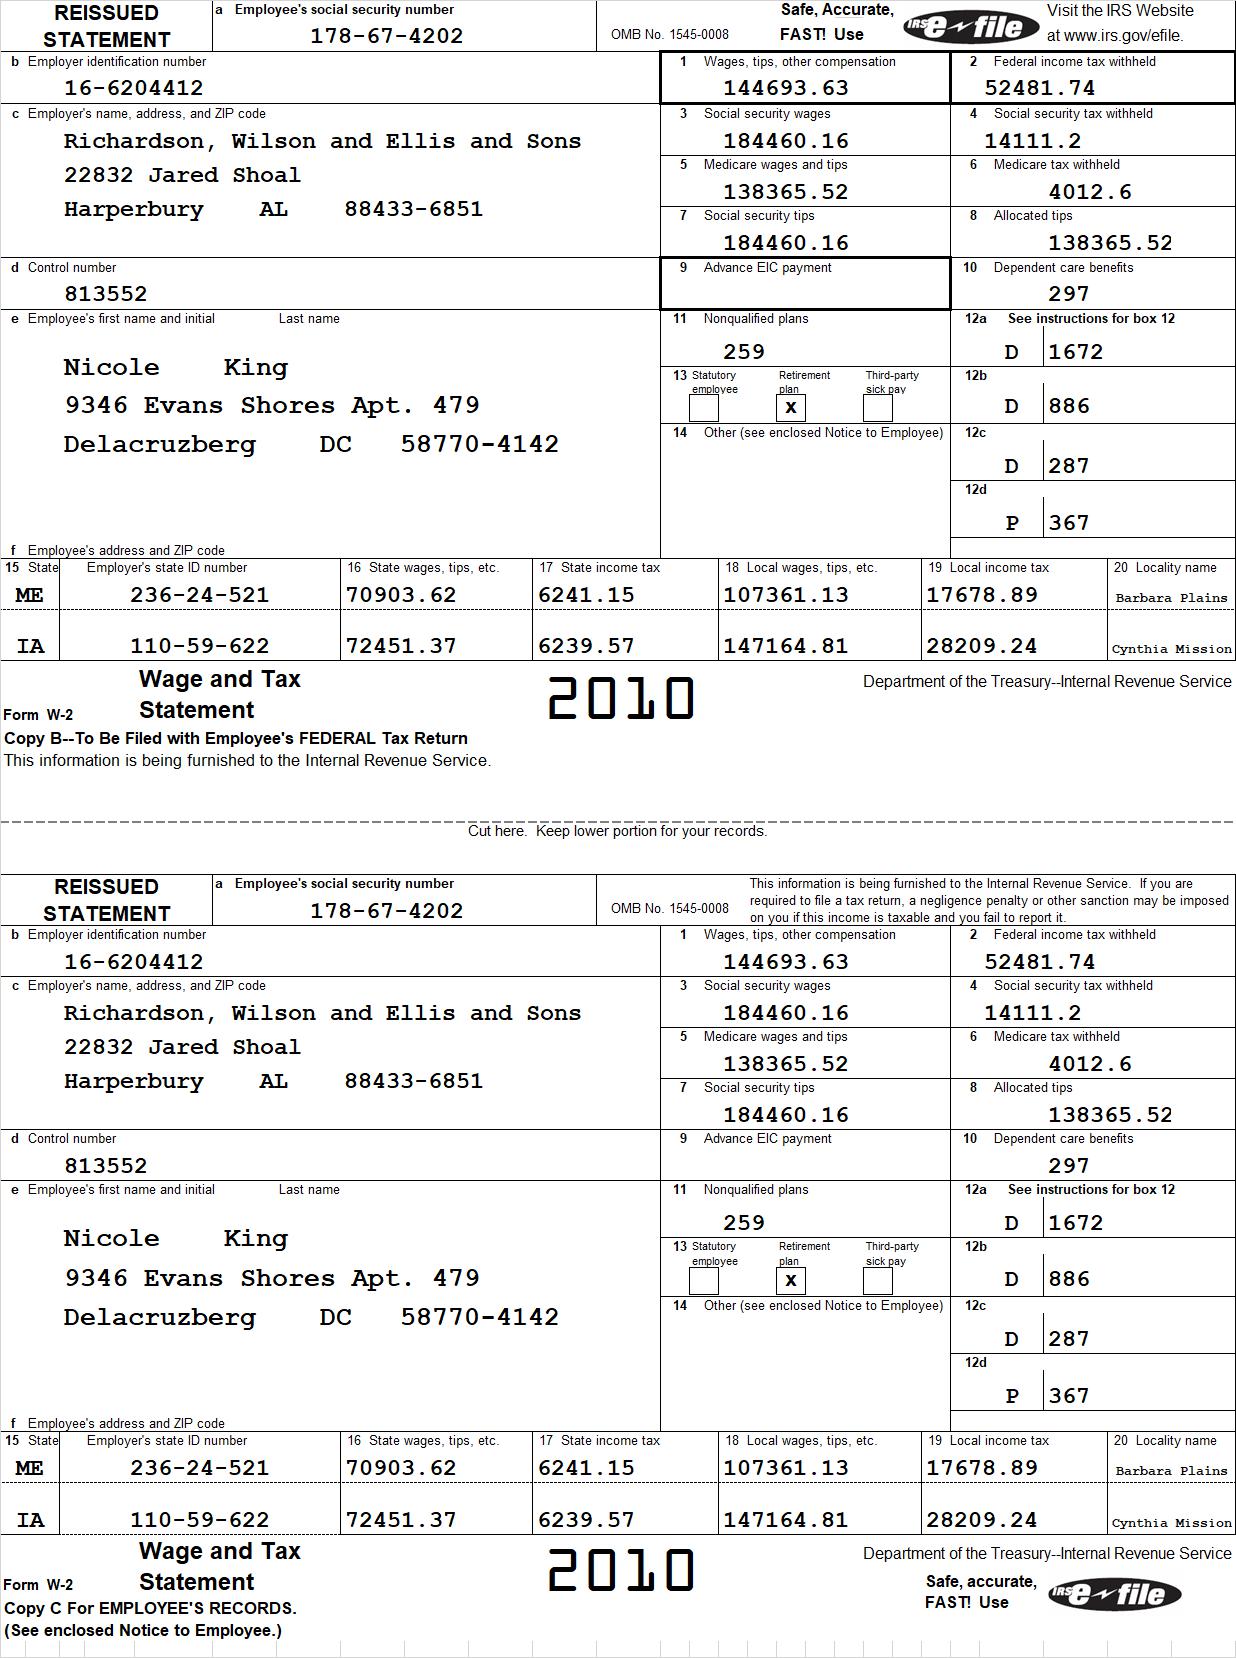 REISSUED STATEMENT
a Employee's social security number
178-67-4202
OMB No. 1545-0008
Safe, Accurate, FAST! Use
IRS e-file
Visit the IRS Website at www.irs.gov/efile.
b Employer identification number
16-6204412
1 Wages, tips, other compensation
144693.63
2 Federal income tax withheld
52481.74
c Employer's name, address, and ZIP code
Richardson, Wilson and Ellis and Sons
22832 Jared Shoal
Harperbury AL 88433-6851
3 Social security wages
184460.16
4 Social security tax withheld
14111.2
5 Medicare wages and tips
138365.52
6 Medicare tax withheld
4012.6
7 Social security tips
184460.16
8 Allocated tips
138365.52
d Control number
813552
9 Advance EIC payment
10 Dependent care benefits
297
e Employee's first name and initial Last name
Nicole King
9346 Evans Shores Apt. 479
Delacruzberg DC 58770-4142
11 Nonqualified plans
259
12a See instructions for box 12
D 1672
13 Statutory employee Retirement plan Third-party sick pay
X
12b
D 886
14 Other (see enclosed Notice to Employee)
12c
D 287
12d
P 367
f Employee's address and ZIP code
15 State Employer's state ID number 16 State wages, tips, etc. 17 State income tax 18 Local wages, tips, etc. 19 Local income tax 20 Locality name
ME 236-24-521 70903.62 6241.15 107361.13 17678.89 Barbara Plains
IA 110-59-622 72451.37 6239.57 147164.81 28209.24 Cynthia Mission
Form W-2 Wage and Tax Statement
2010
Department of the Treasury--Internal Revenue Service
Copy B--To Be Filed with Employee's FEDERAL Tax Return
This information is being furnished to the Internal Revenue Service.
Cut here. Keep lower portion for your records.
REISSUED STATEMENT
a Employee's social security number
178-67-4202
OMB No. 1545-0008
This information is being furnished to the Internal Revenue Service. If you are
required to file a tax return, a negligence penalty or other sanction may be imposed
on you if this income is taxable and you fail to report it.
b Employer identification number
16-6204412
1 Wages, tips, other compensation
144693.63
2 Federal income tax withheld
52481.74
c Employer's name, address, and ZIP code
Richardson, Wilson and Ellis and Sons
22832 Jared Shoal
Harperbury AL 88433-6851
3 Social security wages
184460.16
4 Social security tax withheld
14111.2
5 Medicare wages and tips
138365.52
6 Medicare tax withheld
4012.6
7 Social security tips
184460.16
8 Allocated tips
138365.52
d Control number
813552
9 Advance EIC payment
10 Dependent care benefits
297
e Employee's first name and initial Last name
Nicole King
9346 Evans Shores Apt. 479
Delacruzberg DC 58770-4142
11 Nonqualified plans
259
12a See instructions for box 12
D 1672
13 Statutory employee Retirement plan Third-party sick pay
X
12b
D 886
14 Other (see enclosed Notice to Employee)
12c
D 287
12d
P 367
f Employee's address and ZIP code
15 State Employer's state ID number 16 State wages, tips, etc. 17 State income tax 18 Local wages, tips, etc. 19 Local income tax 20 Locality name
ME 236-24-521 70903.62 6241.15 107361.13 17678.89 Barbara Plains
IA 110-59-622 72451.37 6239.57 147164.81 28209.24 Cynthia Mission
Form W-2 Wage and Tax Statement
2010
Department of the Treasury--Internal Revenue Service
Safe, accurate, FAST! Use
IRS e-file
Copy C For EMPLOYEE'S RECORDS.
(See enclosed Notice to Employee.)